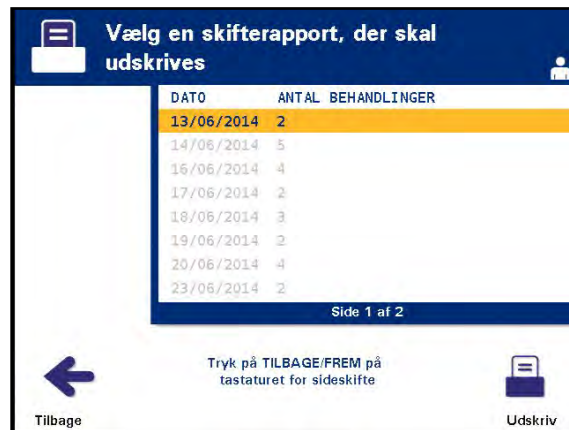 Vælg en skifterapport, der skal
udskrives
DATO ANTAL BEHANDLINGER
13/06/2014 2
14/06/2014 5
16/06/2014 4
17/06/2014 2
18/06/2014 3
19/06/2014 2
20/06/2014 4
23/06/2014 2
Side 1 af 2
Tryk på TILBAGE/FREM på
tastaturet for sideskifte
Tilbage
Udskriv